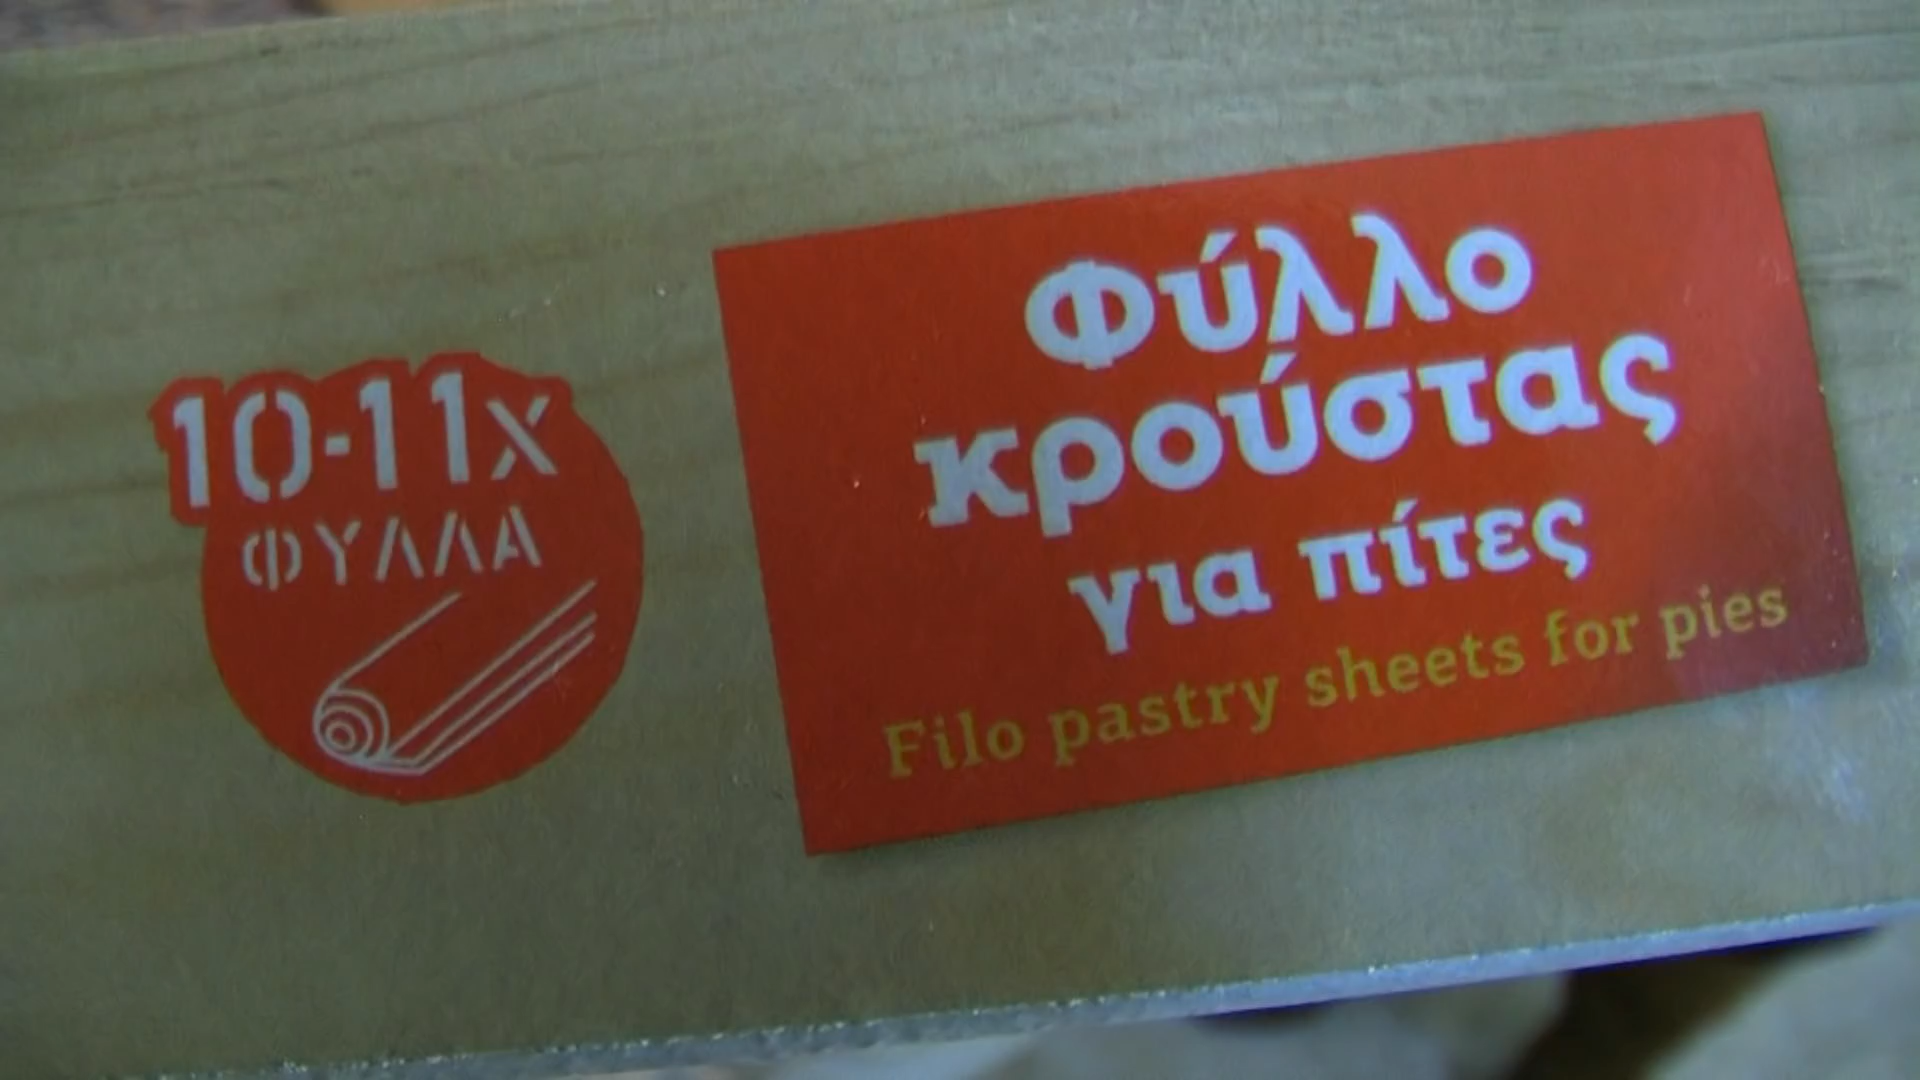 10-11x
ΦΥΛΛΑ
Φύλλο
κρούστας
για πίτες
Filo pastry sheets for pies